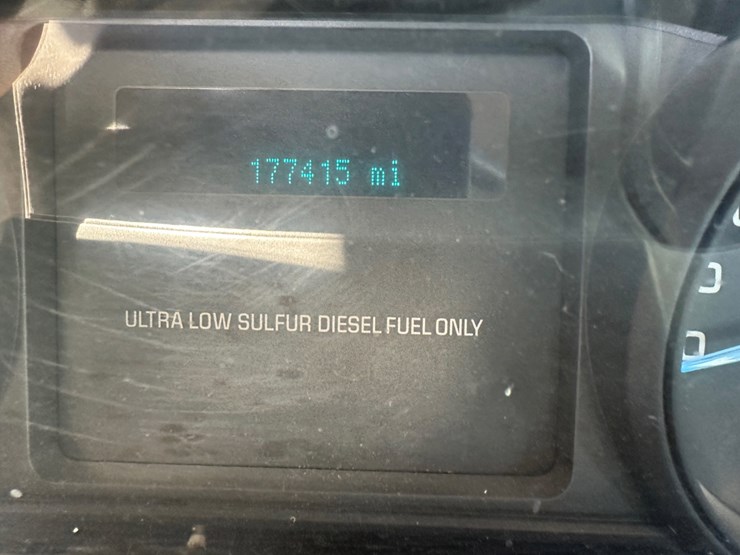 177415 mi
ULTRA LOW SULFUR DIESEL FUEL ONLY